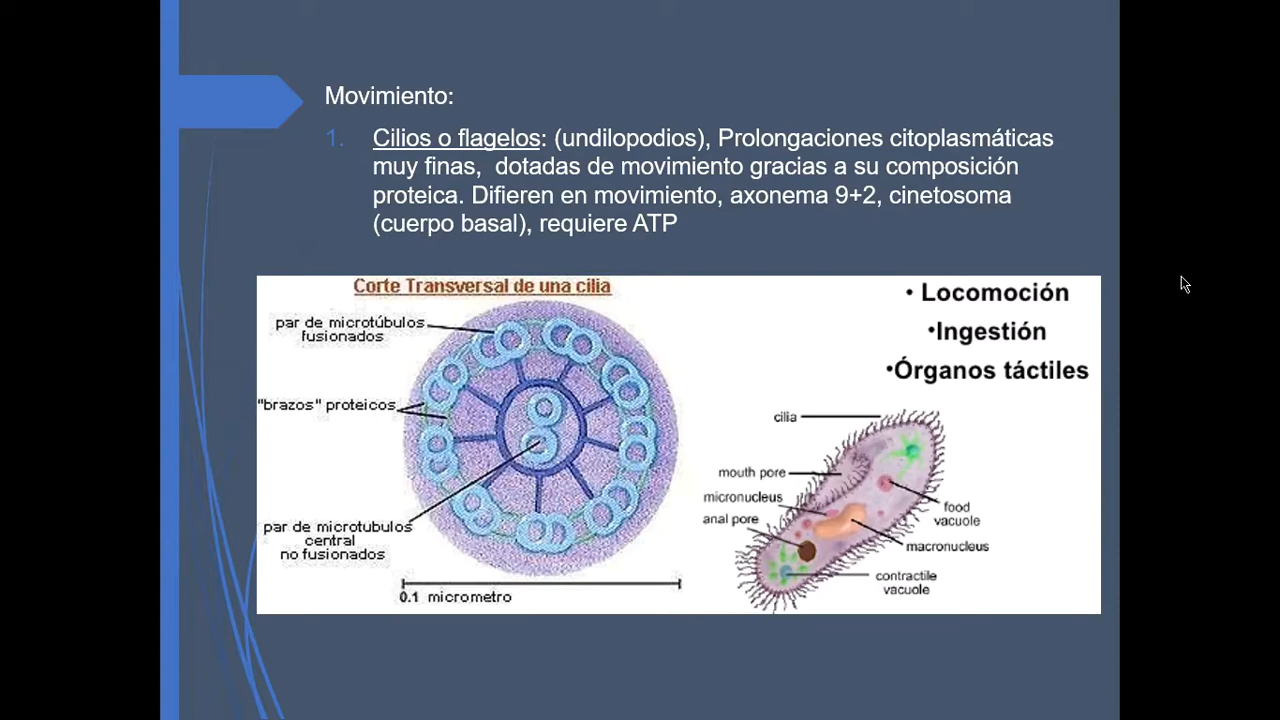 Movimiento:
1. Cilios o flagelos: (undilopodios), Prolongaciones citoplasmáticas
muy finas, dotadas de movimiento gracias a su composición
proteica. Difieren en movimiento, axonema 9+2, cinetosoma
(cuerpo basal), requiere ATP
Corte Transversal de una cilia
par de microtúbulos
fusionados
"brazos" proteicos
par de microtubulos
central
no fusionados
0.1 micrometro
• Locomoción
•Ingestión
•Órganos táctiles
cilia
mouth pore
micronucleus
anal pore
food
vacuole
macronucleus
contractile
vacuole